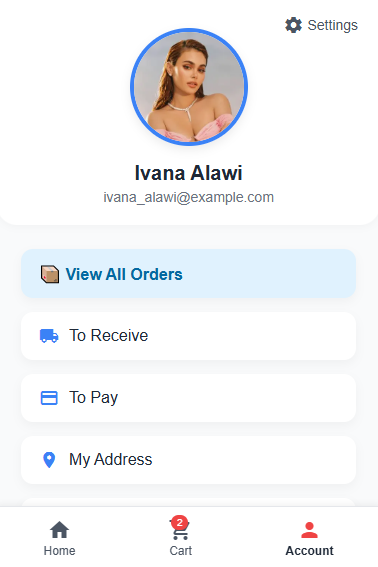 Settings
Ivana Alawi
ivana_alawi@example.com
View All Orders
To Receive
To Pay
My Address
2
Home
Cart
Account